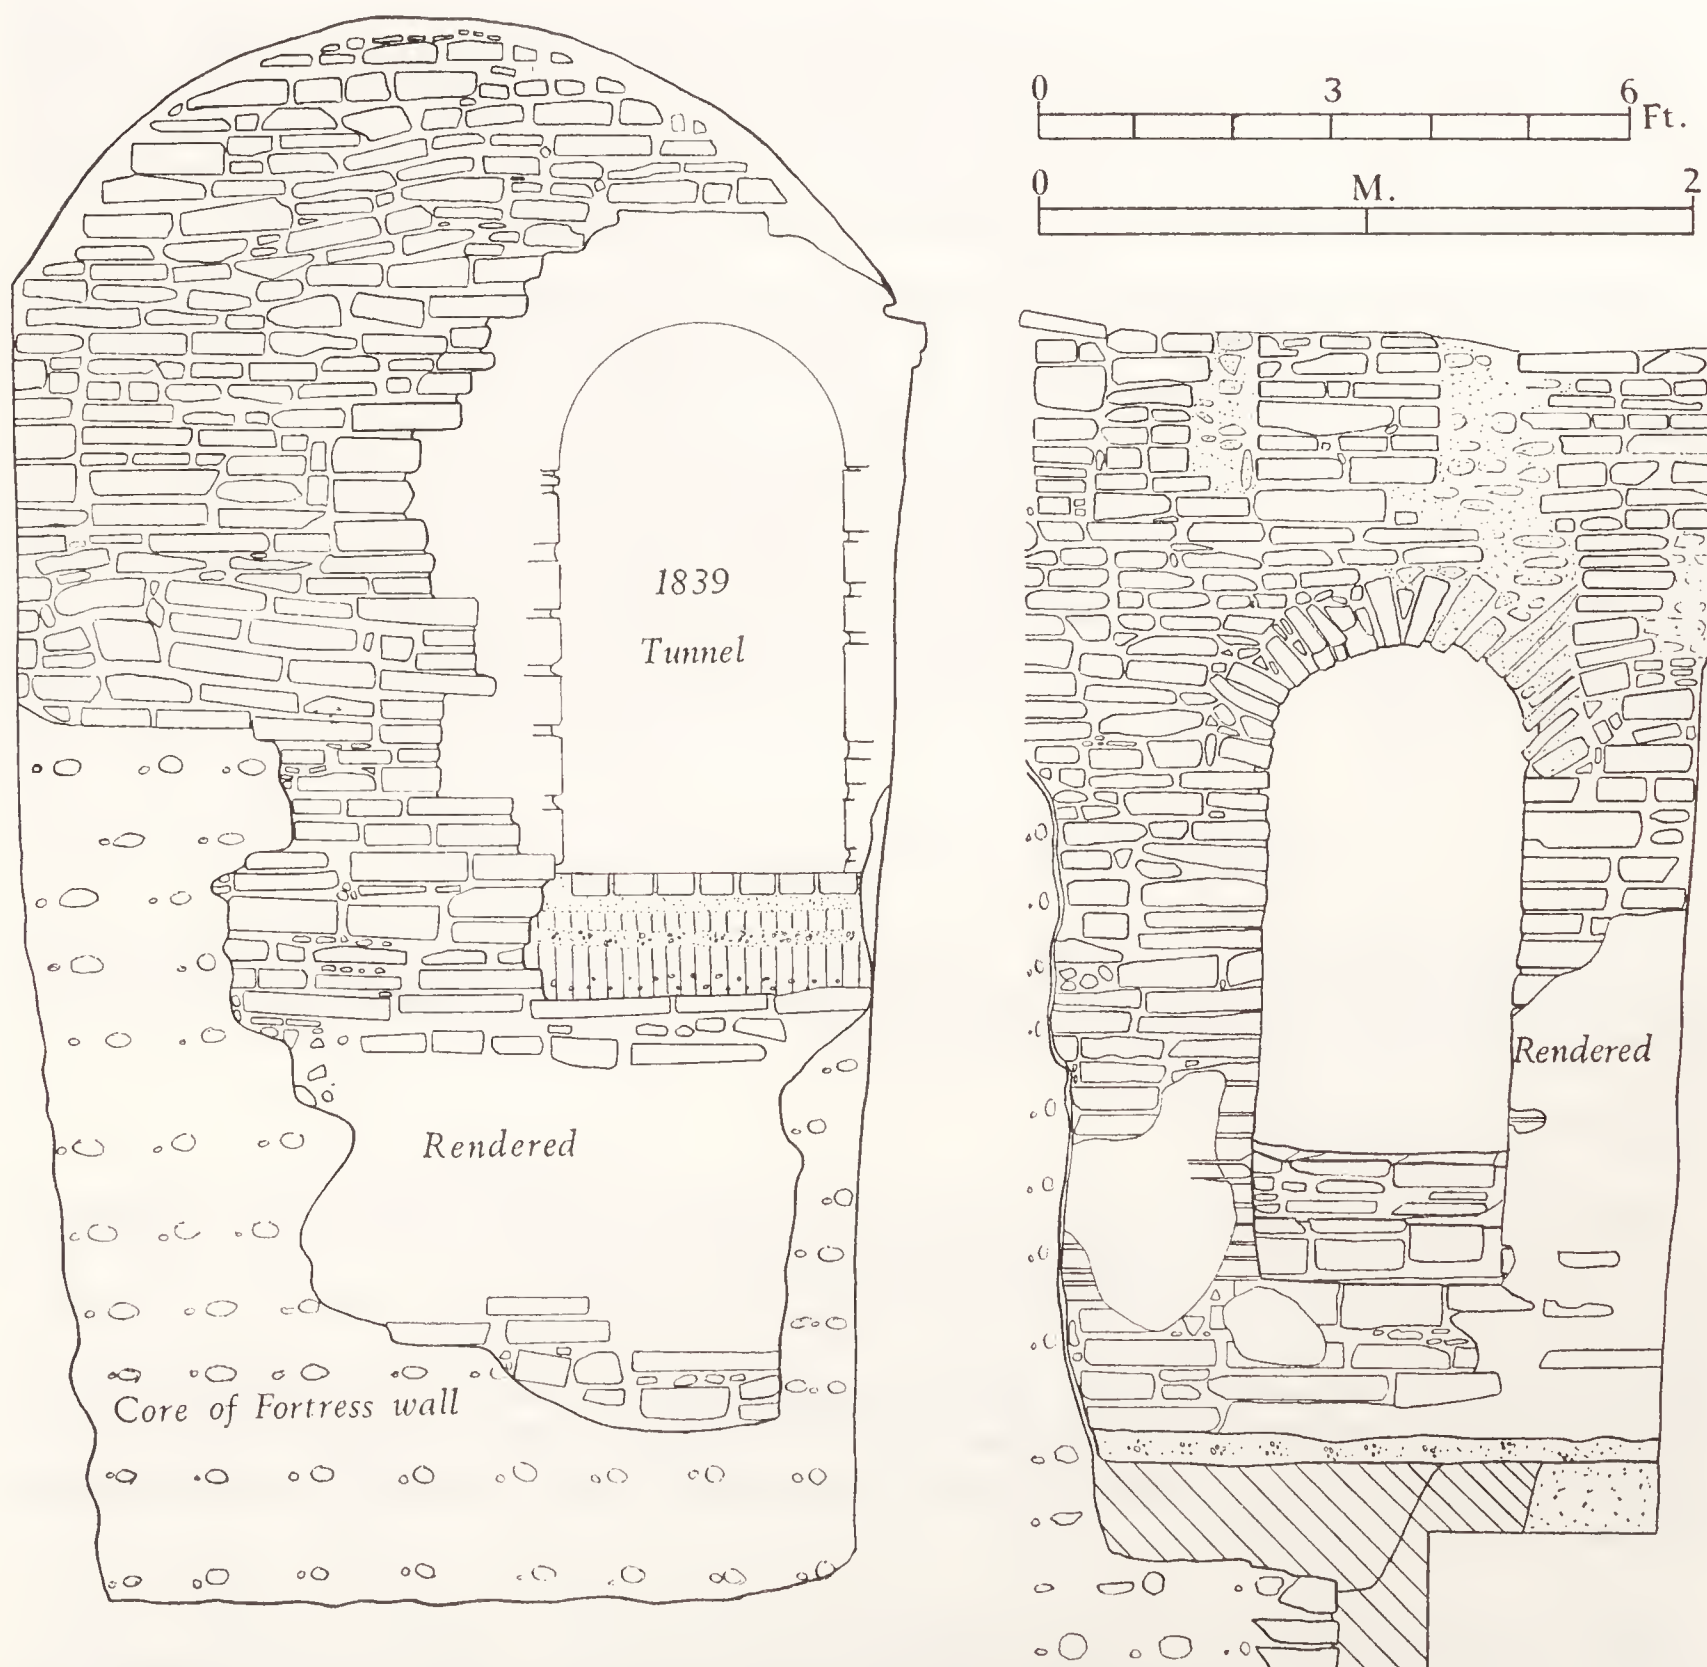 0 3 6 Ft.
0 M. 2
1839
Tunnel
Rendered
Rendered
Core of Fortress wall